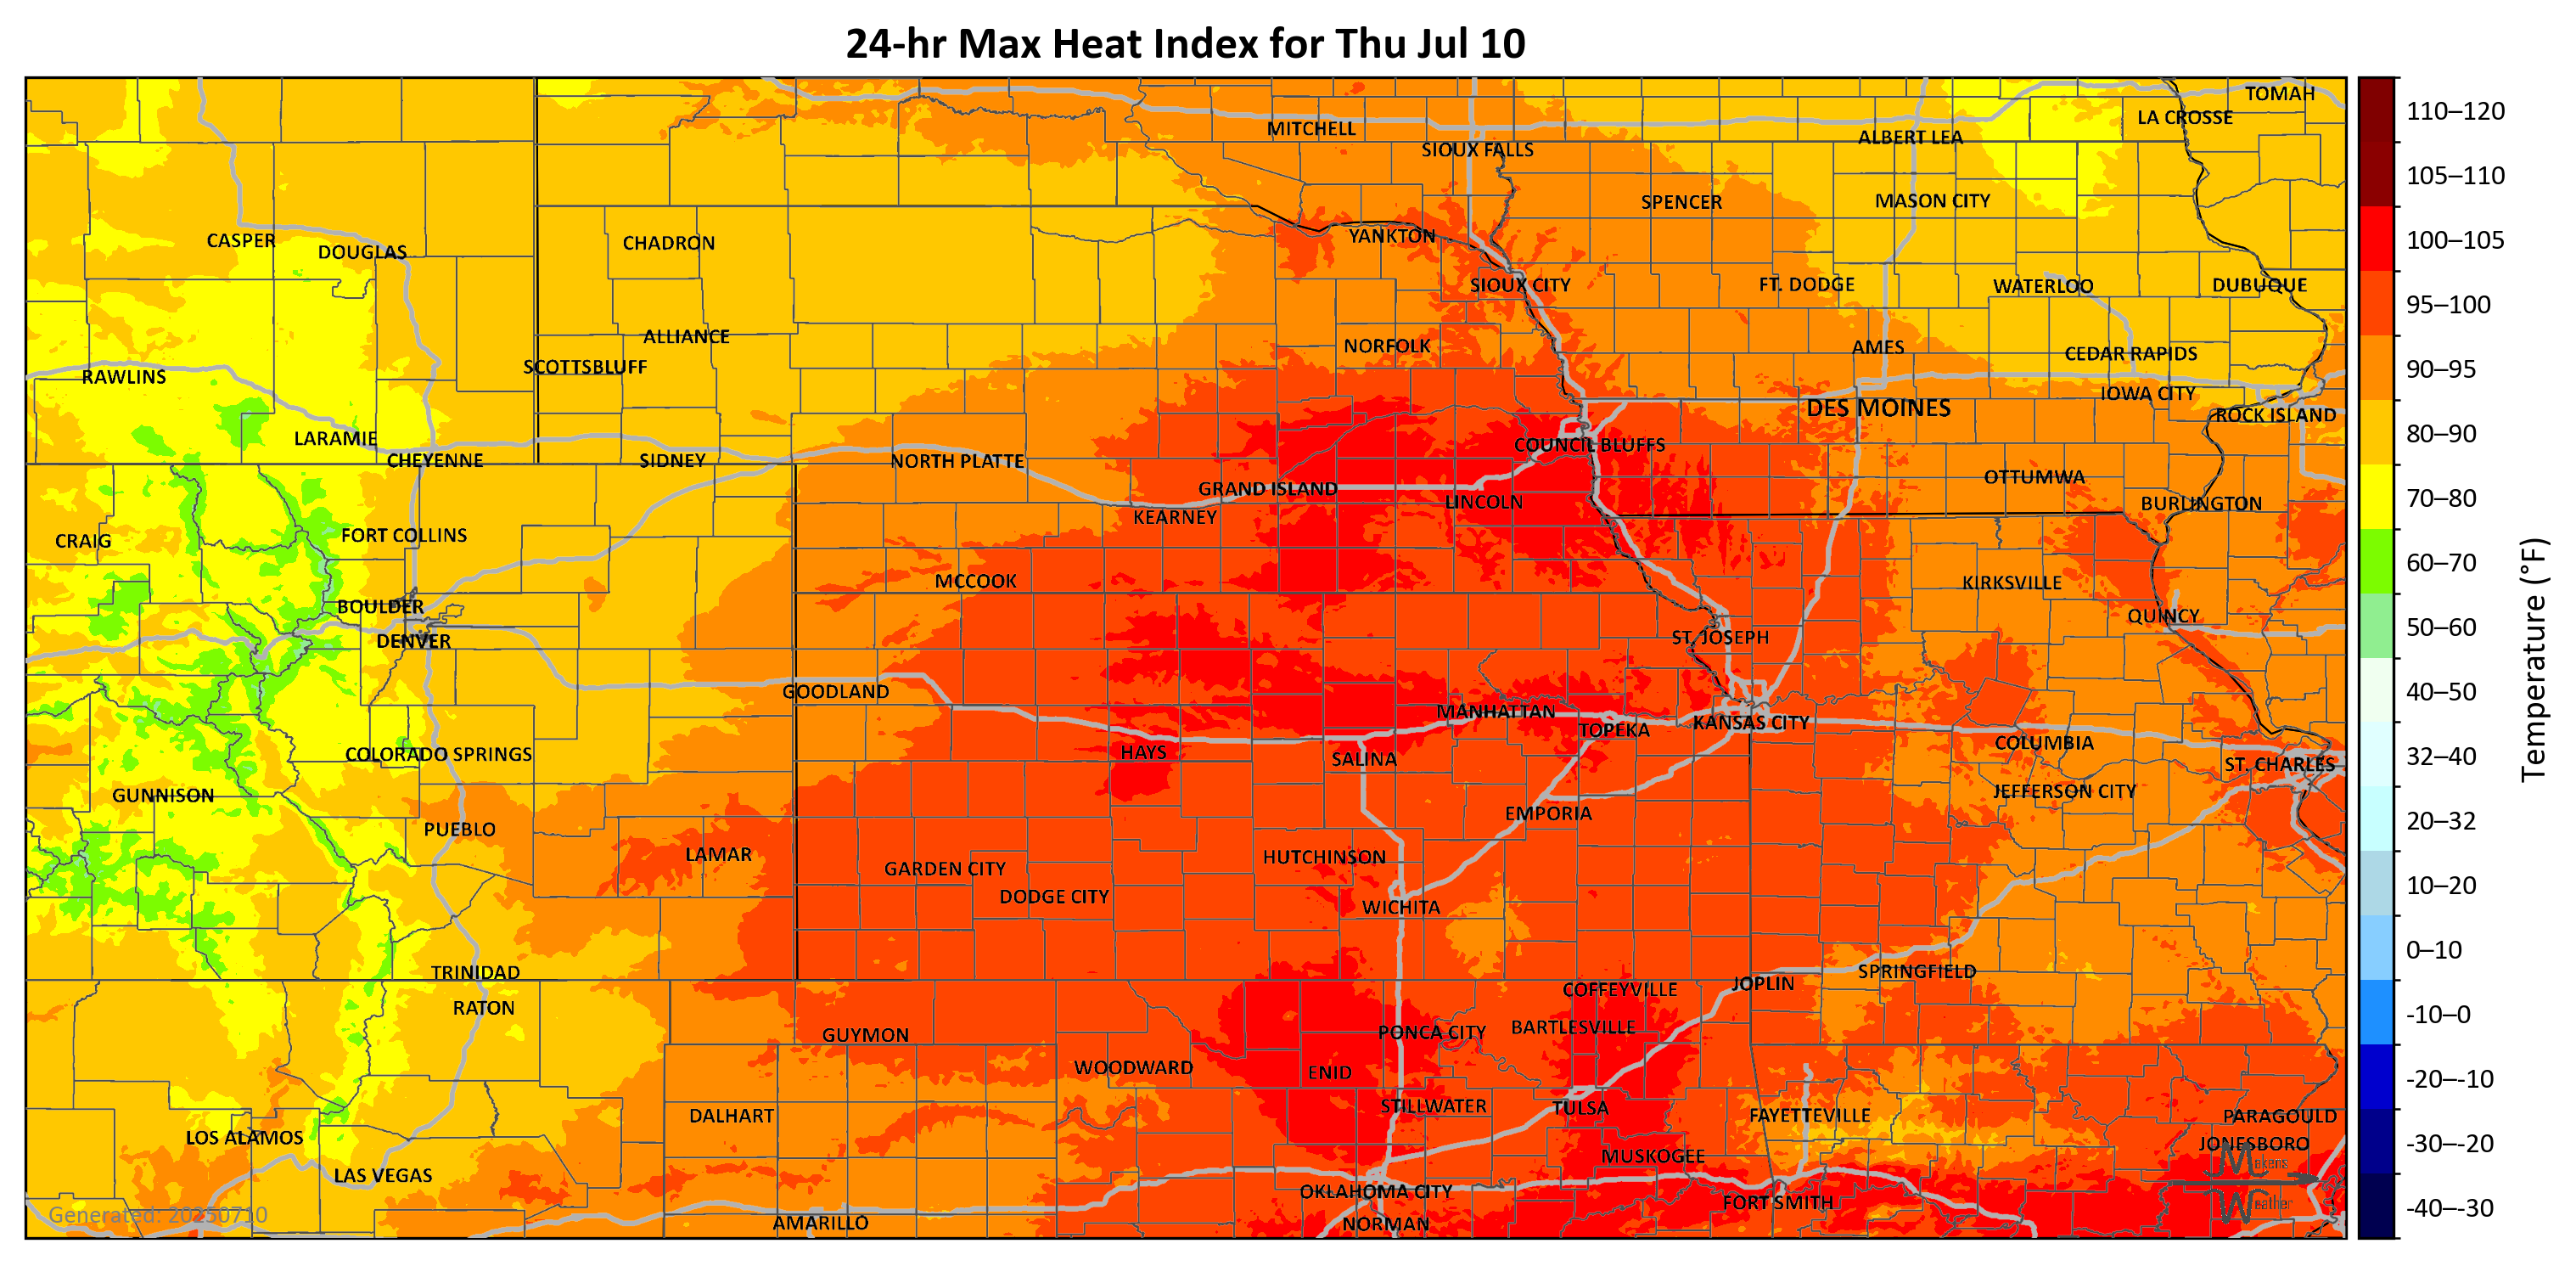 24-hr Max Heat Index for Thu Jul 10
TOMAH
LA CROSSE
MITCHELL
ALBERT LEA
SIOUX FALLS
SPENCER
MASON CITY
YANKTON
CASPER
CHADRON
DOUGLAS
SIOUX CITY
FT. DODGE
WATERLOO
DUBUQUE
ALLIANCE
NORFOLK
AMES
CEDAR RAPIDS
SCOTTSBLUFF
RAWLINS
IOWA CITY
DES MOINES
ROCK ISLAND
LARAMIE
COUNCIL BLUFFS
CHEYENNE
SIDNEY
NORTH PLATTE
OTTUMWA
GRAND ISLAND
LINCOLN
BURLINGTON
KEARNEY
FORT COLLINS
CRAIG
MCCOOK
KIRKSVILLE
BOULDER
QUINCY
DENVER
ST. JOSEPH
GOODLAND
MANHATTAN
KANSAS CITY
TOPEKA
COLUMBIA
HAYS
COLORADO SPRINGS
SALINA
ST. CHARLES
GUNNISON
JEFFERSON CITY
EMPORIA
PUEBLO
LAMAR
HUTCHINSON
GARDEN CITY
DODGE CITY
WICHITA
TRINIDAD
SPRINGFIELD
JOPLIN
COFFEYVILLE
RATON
BARTLESVILLE
PONCA CITY
GUYMON
WOODWARD
ENID
STILLWATER
TULSA
DALHART
FAYETTEVILLE
PARAGOULD
LOS ALAMOS
JONESBORO
MUSKOGEE
LAS VEGAS
OKLAHOMA CITY
FORT SMITH
AMARILLO
NORMAN
Makens
Weather
Generated: 20250710
110–120
105–110
100–105
95–100
90–95
80–90
70–80
60–70
50–60
40–50
32–40
20–32
10–20
0–10
-10–0
-20–-10
-30–-20
-40–-30
Temperature (°F)